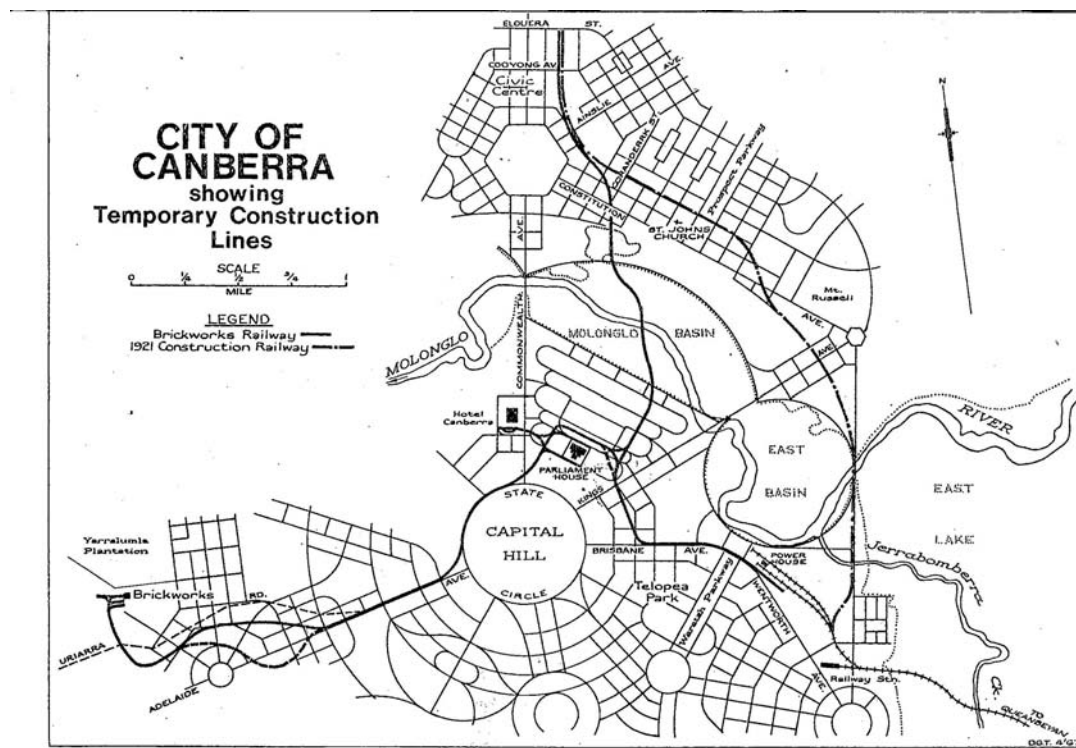 ELOUERA ST.
COOYONG AV.
Civic
Centre
AINSLIE AVE.
CITY OF
CANBERRA
showing
Temporary Construction
Lines
N
GORANDERRK ST.
Prospect Parkway
CONSTITUTION AVE.
ST. JOHNS
CHURCH
AVE.
SCALE
0 1/4 1/2 3/4 1
MILE
Mt.
Russell
LEGEND
Brickworks Railway
1921 Construction Railway
MOLONGLO RIVER
COMMONWEALTH
MOLONGLO BASIN
AVE
Hotel
Canberra
PARLIAMENT
HOUSE
EAST
BASIN
EAST
LAKE
STATE
KINGS
CAPITAL
HILL
CIRCLE
BRISBANE AVE.
POWER
HOUSE
Jerrabomberra
Ck.
Yarralumla
Plantation
Brickworks
RD.
AVE.
Telopea
Park
Waratah Parkway
WENTWORTH
AVE.
URIARRA
ADELAIDE
Railway Stn.
TO
QUEANBEYAN